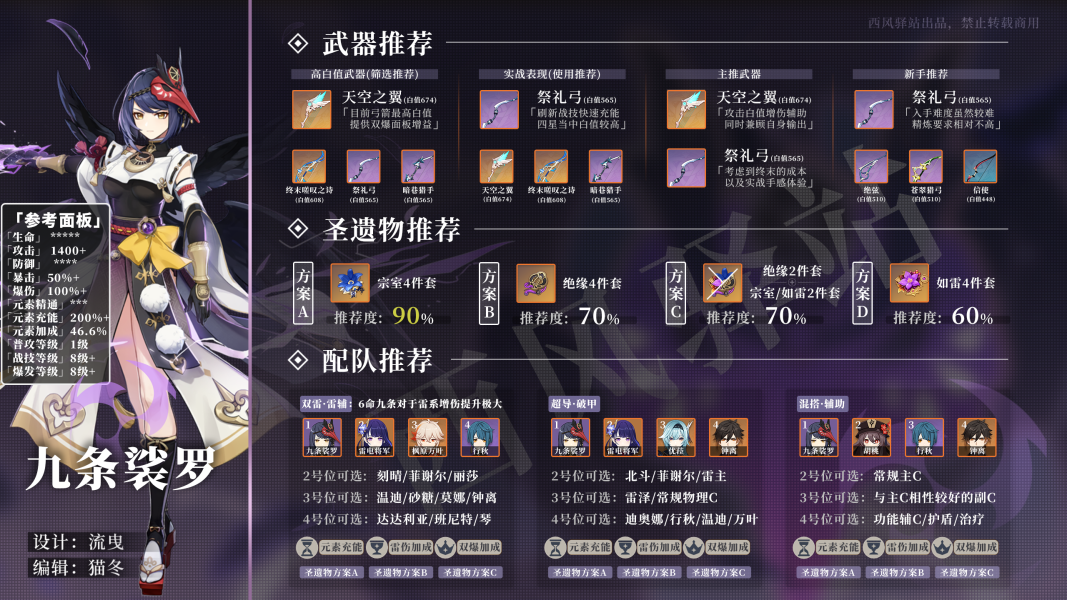 西风驿站出品，禁止转载商用
武器推荐
高白值武器(筛选推荐)
天空之翼(白值674)
「目前弓箭最高白值
提供双爆面板增益」
终末嗟叹之诗
(白值608)
祭礼弓
(白值565)
暗巷猎手
(白值565)
实战表现(使用推荐)
祭礼弓(白值565)
「刷新战技快速充能
四星当中白值较高」
天空之翼
(白值674)
终末嗟叹之诗
(白值608)
暗巷猎手
(白值565)
主推武器
天空之翼(白值674)
「攻击白值增伤辅助
同时兼顾自身输出」
祭礼弓(白值565)
「考虑到终末的成本
以及实战手感体验」
新手推荐
祭礼弓(白值565)
「入手难度虽然较难
精炼要求相对不高」
绝弦
(白值510)
苍翠猎弓
(白值510)
信使
(白值448)
「参考面板」
「生命」 *****
「攻击」 1400+
「防御」 ****
「暴击」50%+
「爆伤」100%+
「元素精通」***
「元素充能」200%+
「元素加成」46.6%
「普攻等级」1级
「战技等级」8级+
「爆发等级」8级+
九条裟罗
设计：流曳
编辑：猫冬
圣遗物推荐
方案A
宗室4件套
推荐度：90%
方案B
绝缘4件套
推荐度：70%
方案C
绝缘2件套
宗室/如雷2件套
推荐度：70%
方案D
如雷4件套
推荐度：60%
配队推荐
双雷·雷辅：6命九条对于雷系增伤提升极大
1 九条裟罗
2 雷电将军
3 枫原万叶
4 行秋
2号位可选：刻晴/菲谢尔/丽莎
3号位可选：温迪/砂糖/莫娜/钟离
4号位可选：达达利亚/班尼特/琴
元素充能 雷伤加成 双爆加成
圣遗物方案A 圣遗物方案B 圣遗物方案C
超导·破甲
1 九条裟罗
2 雷电将军
3 优菈
4 钟离
2号位可选：北斗/菲谢尔/雷主
3号位可选：雷泽/常规物理C
4号位可选：迪奥娜/行秋/温迪/万叶
元素充能 雷伤加成 双爆加成
圣遗物方案A 圣遗物方案B 圣遗物方案C
混搭·辅助
1 九条裟罗
2 胡桃
3 行秋
4 钟离
2号位可选：常规主C
3号位可选：与主C相性较好的副C
4号位可选：功能辅C/护盾/治疗
元素充能 雷伤加成 双爆加成
圣遗物方案A 圣遗物方案B 圣遗物方案C
西风驿站